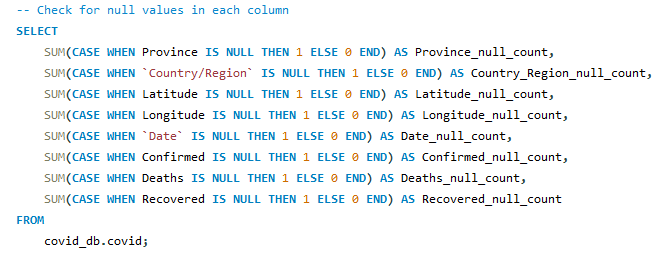 -- Check for null values in each column
SELECT
    SUM(CASE WHEN Province IS NULL THEN 1 ELSE 0 END) AS Province_null_count,
    SUM(CASE WHEN `Country/Region` IS NULL THEN 1 ELSE 0 END) AS Country_Region_null_count,
    SUM(CASE WHEN Latitude IS NULL THEN 1 ELSE 0 END) AS Latitude_null_count,
    SUM(CASE WHEN Longitude IS NULL THEN 1 ELSE 0 END) AS Longitude_null_count,
    SUM(CASE WHEN `Date` IS NULL THEN 1 ELSE 0 END) AS Date_null_count,
    SUM(CASE WHEN Confirmed IS NULL THEN 1 ELSE 0 END) AS Confirmed_null_count,
    SUM(CASE WHEN Deaths IS NULL THEN 1 ELSE 0 END) AS Deaths_null_count,
    SUM(CASE WHEN Recovered IS NULL THEN 1 ELSE 0 END) AS Recovered_null_count
FROM
    covid_db.covid;